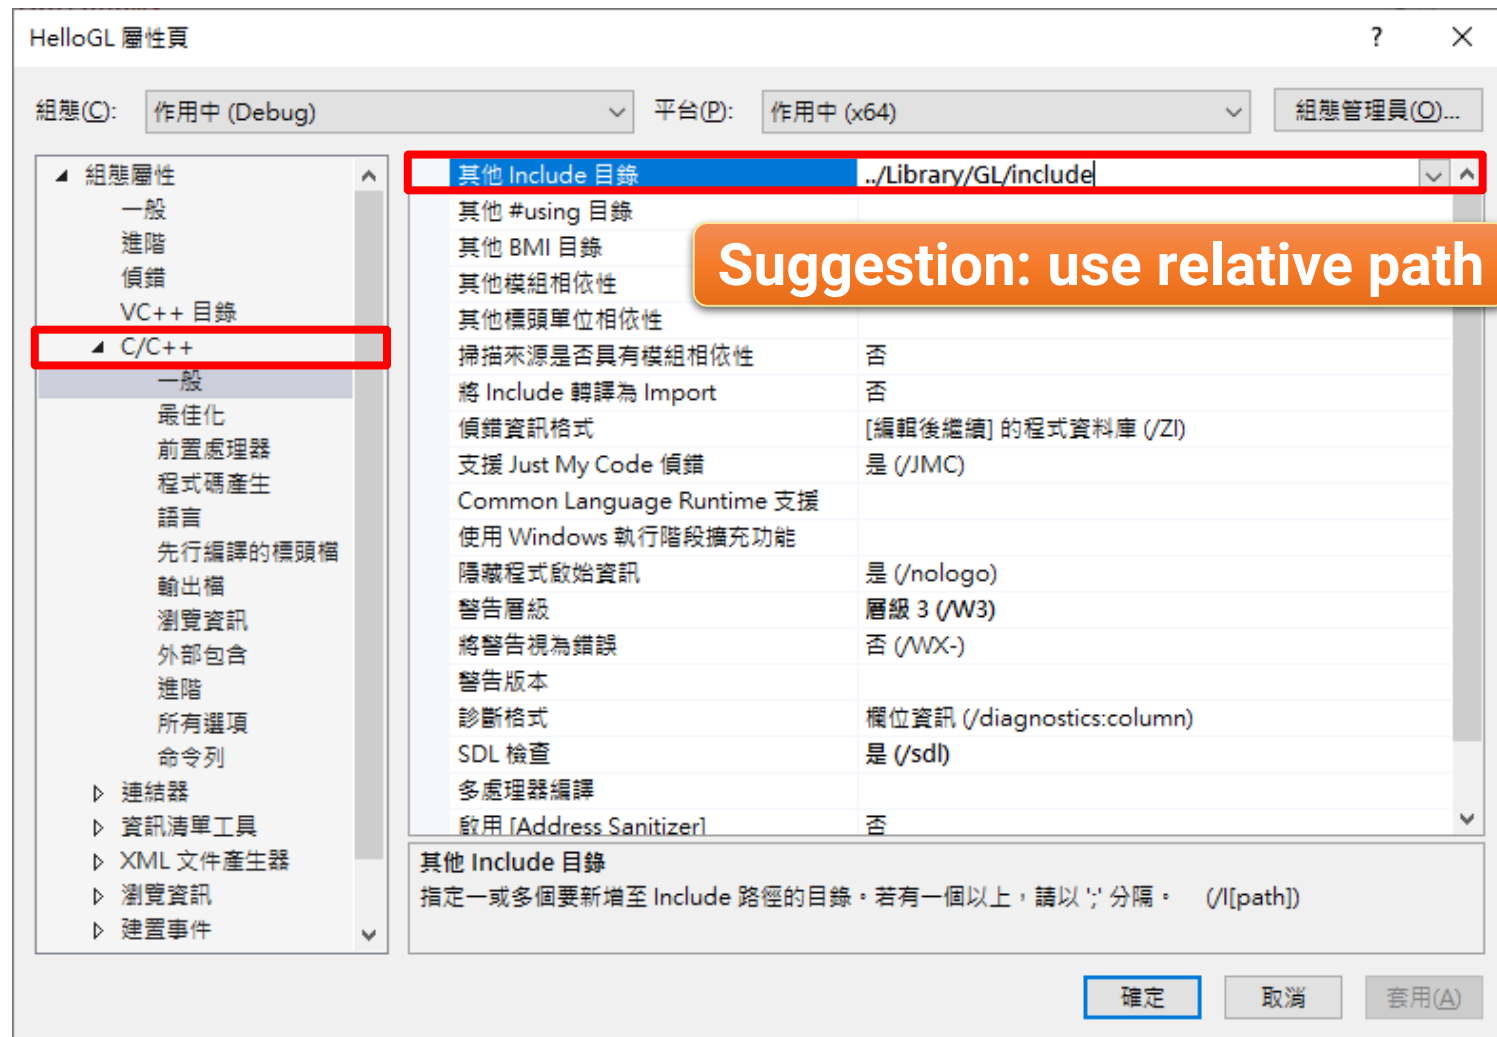 HelloGL 屬性頁
?
組態(C):
作用中 (Debug)
平台(P):
作用中 (x64)
組態管理員(O)...
組態屬性
一般
進階
偵錯
VC++ 目錄
C/C++
一般
最佳化
前置處理器
程式碼產生
語言
先行編譯的標頭檔
輸出檔
瀏覽資訊
外部包含
進階
所有選項
命令列
連結器
資訊清單工具
XML 文件產生器
瀏覽資訊
建置事件
其他 Include 目錄 ../Library/GL/include
其他 #using 目錄
其他 BMI 目錄
其他模組相依性
其他標頭單位相依性
Suggestion: use relative path
掃描來源是否具有模組相依性 否
將 Include 轉譯為 Import 否
偵錯資訊格式 [編輯後繼續] 的程式資料庫 (/ZI)
支援 Just My Code 偵錯 是 (/JMC)
Common Language Runtime 支援
使用 Windows 執行階段擴充功能
隱藏程式啟始資訊 是 (/nologo)
警告層級 層級 3 (/W3)
將警告視為錯誤 否 (/WX-)
警告版本
診斷格式 欄位資訊 (/diagnostics:column)
SDL 檢查 是 (/sdl)
多處理器編譯
啟用 [Address Sanitizer] 否
其他 Include 目錄
指定一或多個要新增至 Include 路徑的目錄。若有一個以上，請以 ';' 分隔。 (/I[path])
確定
取消
套用(A)